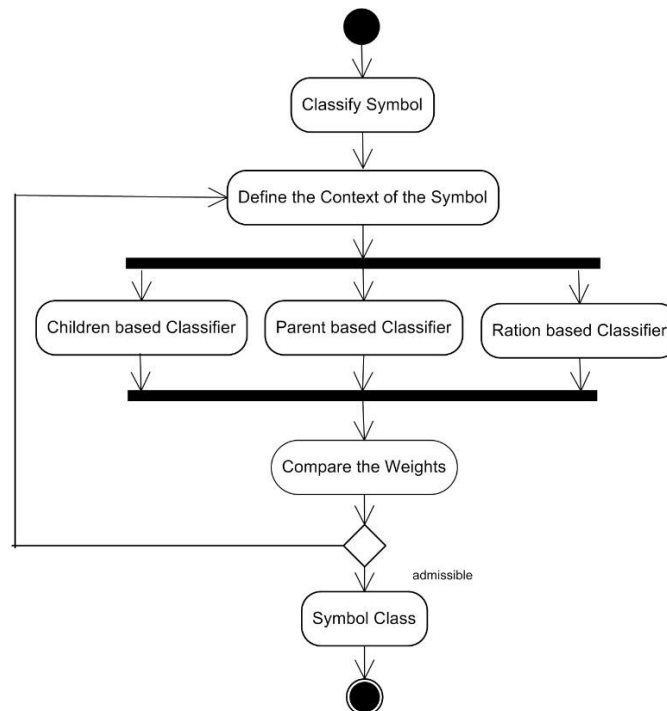 Classify Symbol
Define the Context of the Symbol
Children based Classifier
Parent based Classifier
Ration based Classifier
Compare the Weights
admissible
Symbol Class